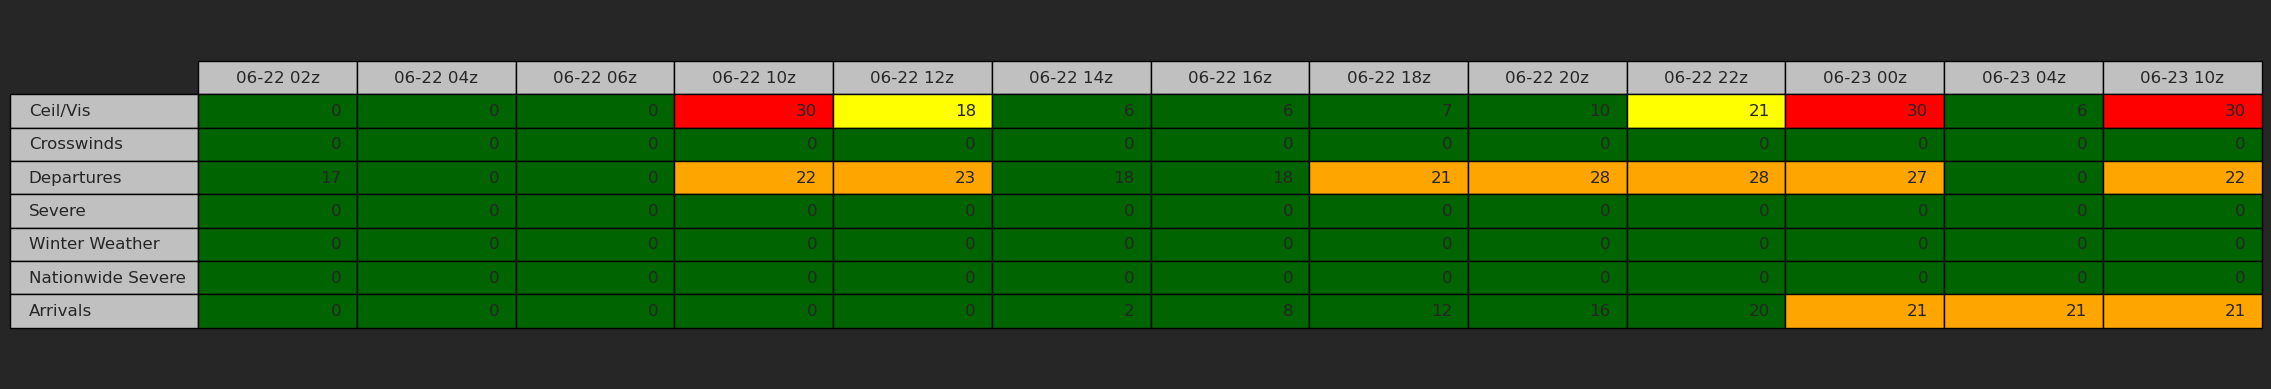 06-22 02z 06-22 04z 06-22 06z 06-22 10z 06-22 12z 06-22 14z 06-22 16z 06-22 18z 06-22 20z 06-22 22z 06-23 00z 06-23 04z 06-23 10z
Ceil/Vis 0 0 0 30 18 6 6 7 10 21 30 6 30
Crosswinds 0 0 0 0 0 0 0 0 0 0 0 0 0
Departures 17 0 0 22 23 18 18 21 28 28 27 0 22
Severe 0 0 0 0 0 0 0 0 0 0 0 0 0
Winter Weather 0 0 0 0 0 0 0 0 0 0 0 0 0
Nationwide Severe 0 0 0 0 0 0 0 0 0 0 0 0 0
Arrivals 0 0 0 0 0 2 8 12 16 20 21 21 21